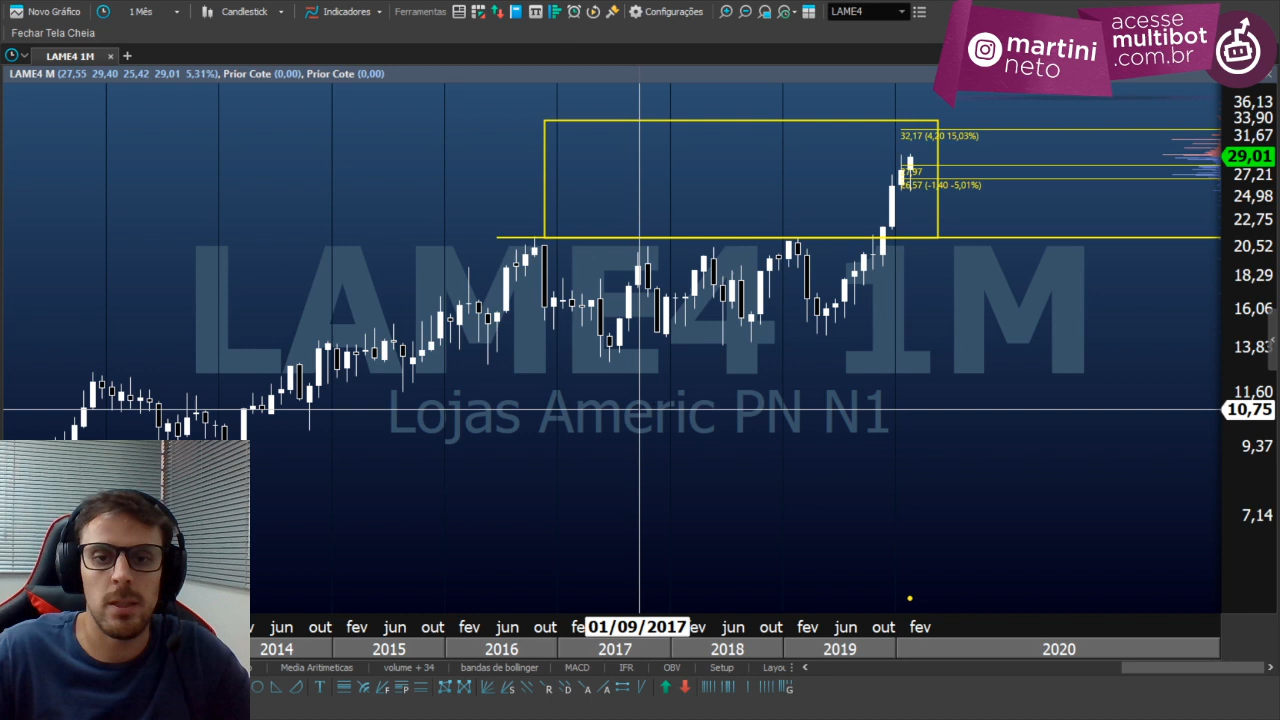 Novo Gráfico 1Mês Candlestick Indicadores Ferramentas Configurações LAME4
Fechar Tela Cheia
LAME4 1M × +
LAME4 M (27,55 29,40 25,42 29,01 5,31%), Prior Cote (0,00), Prior Cote (0,00)
martini
neto
acesse
multibot
.com.br
36,13
33,90
32,17 (4,20 15,03%)
31,67
29,01
27,97
27,21
26,57 (-1,40 -5,01%)
24,98
22,75
20,52
18,29
16,06
13,83
11,60
10,75
9,37
7,14
LAME4 1M
Lojas Americ PN N1
jun out fev jun out fev jun out fe 01/09/2017 ev jun out fev jun out fev
2014 2015 2016 2017 2018 2019 2020
Media Aritimeticas volume + 34 bandas de bollinger MACD IFR OBV Setup Layou